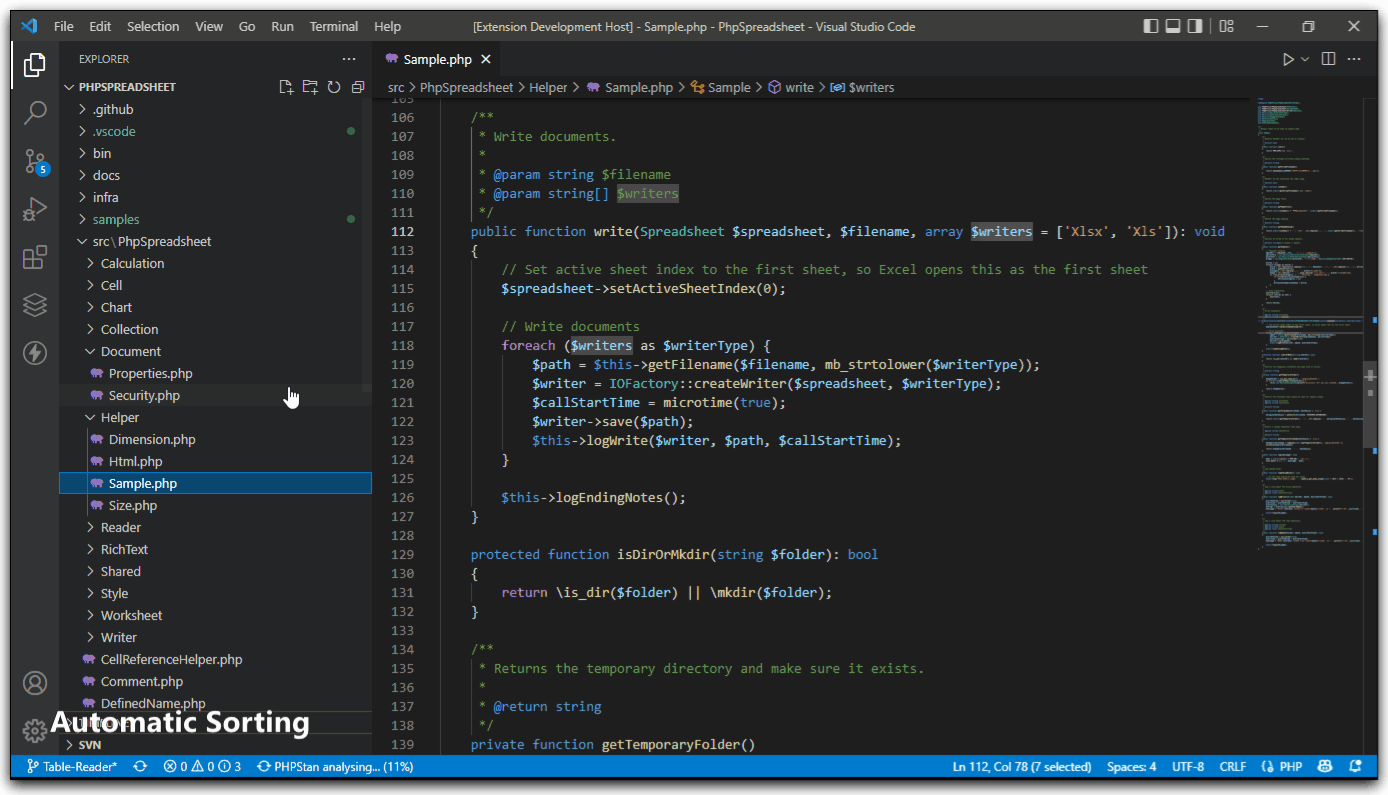 File Edit Selection View Go Run Terminal Help [Extension Development Host] - Sample.php - PhpSpreadsheet - Visual Studio Code
EXPLORER
PHPSPREADSHEET
.github
.vscode
bin
docs
infra
samples
src\PhpSpreadsheet
Calculation
Cell
Chart
Collection
Document
Properties.php
Security.php
Helper
Dimension.php
Html.php
Sample.php
Size.php
Reader
RichText
Shared
Style
Worksheet
Writer
CellReferenceHelper.php
Comment.php
DefinedName.php
Automatic Sorting
SVN
5
Sample.php
src > PhpSpreadsheet > Helper > Sample.php > Sample > write > $writers
105
106 /**
107 * Write documents.
108 *
109 * @param string $filename
110 * @param string[] $writers
111 */
112 public function write(Spreadsheet $spreadsheet, $filename, array $writers = ['Xlsx', 'Xls']): void
113 {
114 // Set active sheet index to the first sheet, so Excel opens this as the first sheet
115 $spreadsheet->setActiveSheetIndex(0);
116
117 // Write documents
118 foreach ($writers as $writerType) {
119 $path = $this->getFilename($filename, mb_strtolower($writerType));
120 $writer = IOFactory::createWriter($spreadsheet, $writerType);
121 $callStartTime = microtime(true);
122 $writer->save($path);
123 $this->logWrite($writer, $path, $callStartTime);
124 }
125
126 $this->logEndingNotes();
127 }
128
129 protected function isDirOrMkdir(string $folder): bool
130 {
131 return \is_dir($folder) || \mkdir($folder);
132 }
133
134 /**
135 * Returns the temporary directory and make sure it exists.
136 *
137 * @return string
138 */
139 private function getTemporaryFolder()
Table-Reader* 0 0 3 PHPStan analysing... (11%) Ln 112, Col 78 (7 selected) Spaces: 4 UTF-8 CRLF PHP